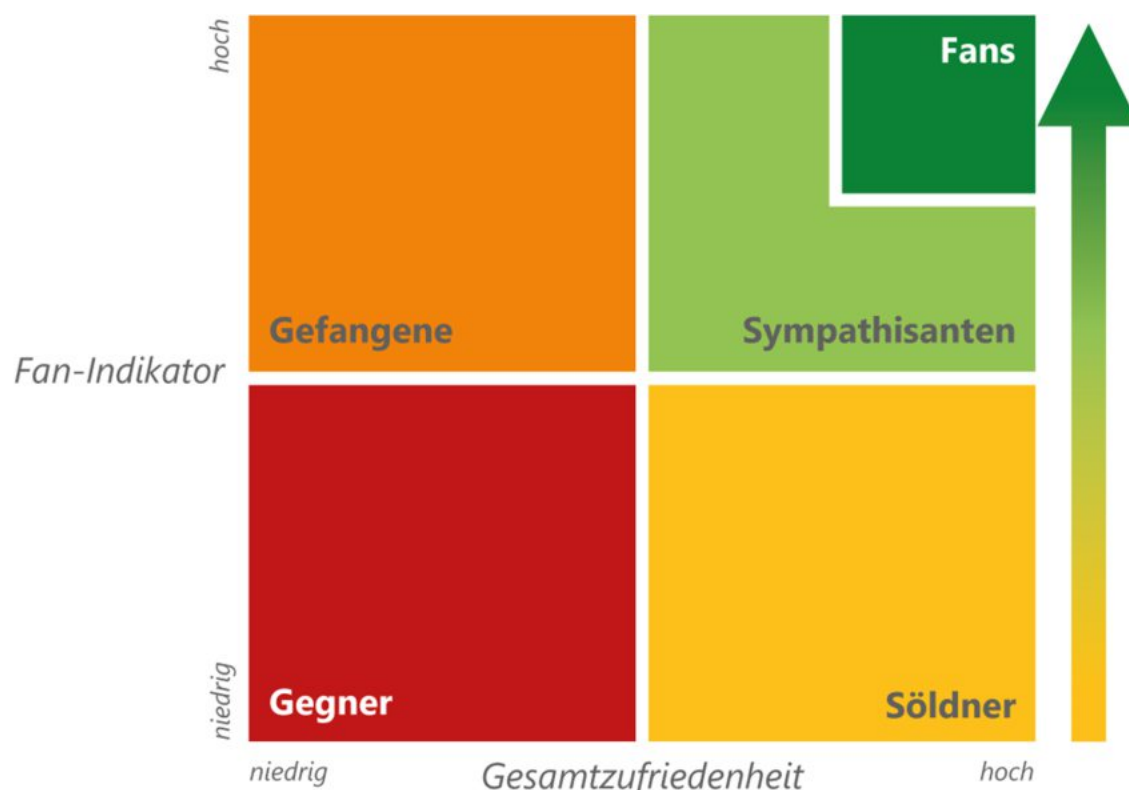 hoch
Fans
Gefangene
Sympathisanten
Fan-Indikator
niedrig
Gegner
Söldner
niedrig
Gesamtzufriedenheit
hoch